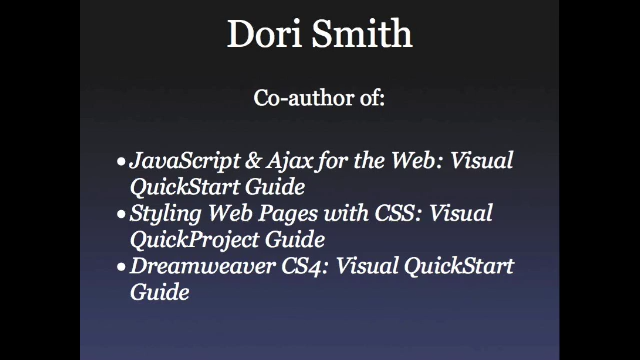 Dori Smith
Co-author of:
•JavaScript & Ajax for the Web: Visual
QuickStart Guide
•Styling Web Pages with CSS: Visual
QuickProject Guide
•Dreamweaver CS4: Visual QuickStart
Guide